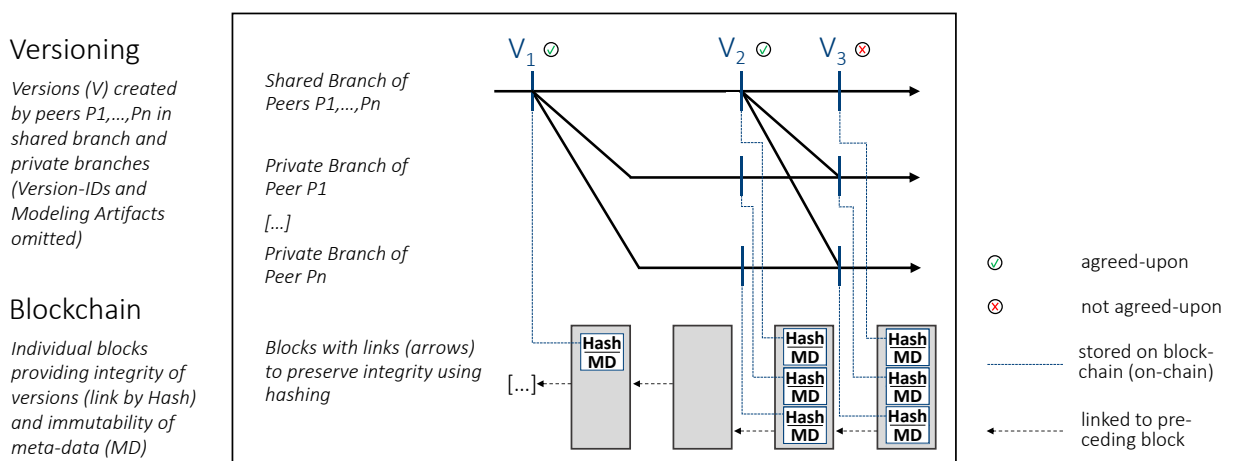 Versioning
Versions (V) created
by peers P1,…,Pn in
shared branch and
private branches
(Version-IDs and
Modeling Artifacts
omitted)
Blockchain
Individual blocks
providing integrity of
versions (link by Hash)
and immutability of
meta-data (MD)
V1
V2
V3
Shared Branch of
Peers P1,…,Pn
Private Branch of
Peer P1
[…]
Private Branch of
Peer Pn
Blocks with links (arrows)
to preserve integrity using
hashing
[…]
Hash
MD
Hash
MD
Hash
MD
Hash
MD
Hash
MD
Hash
MD
Hash
MD
agreed-upon
not agreed-upon
stored on block-
chain (on-chain)
linked to pre-
ceding block